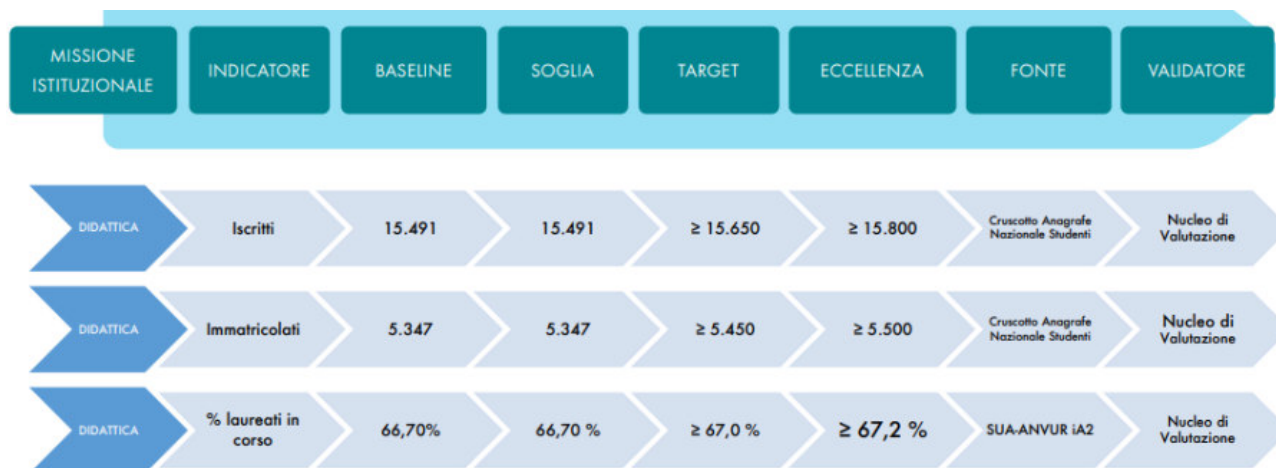 MISSIONE
ISTITUZIONALE
INDICATORE
BASELINE
SOGLIA
TARGET
ECCELLENZA
FONTE
VALIDATORE
DIDATTICA
Iscritti
15.491
15.491
≥ 15.650
≥ 15.800
Cruscotto Anagrafe
Nazionale Studenti
Nucleo di
Valutazione
DIDATTICA
Immatricolati
5.347
5.347
≥ 5.450
≥ 5.500
Cruscotto Anagrafe
Nazionale Studenti
Nucleo di
Valutazione
DIDATTICA
% laureati in
corso
66,70%
66,70 %
≥ 67,0 %
≥ 67,2 %
SUA-ANVUR iA2
Nucleo di
Valutazione